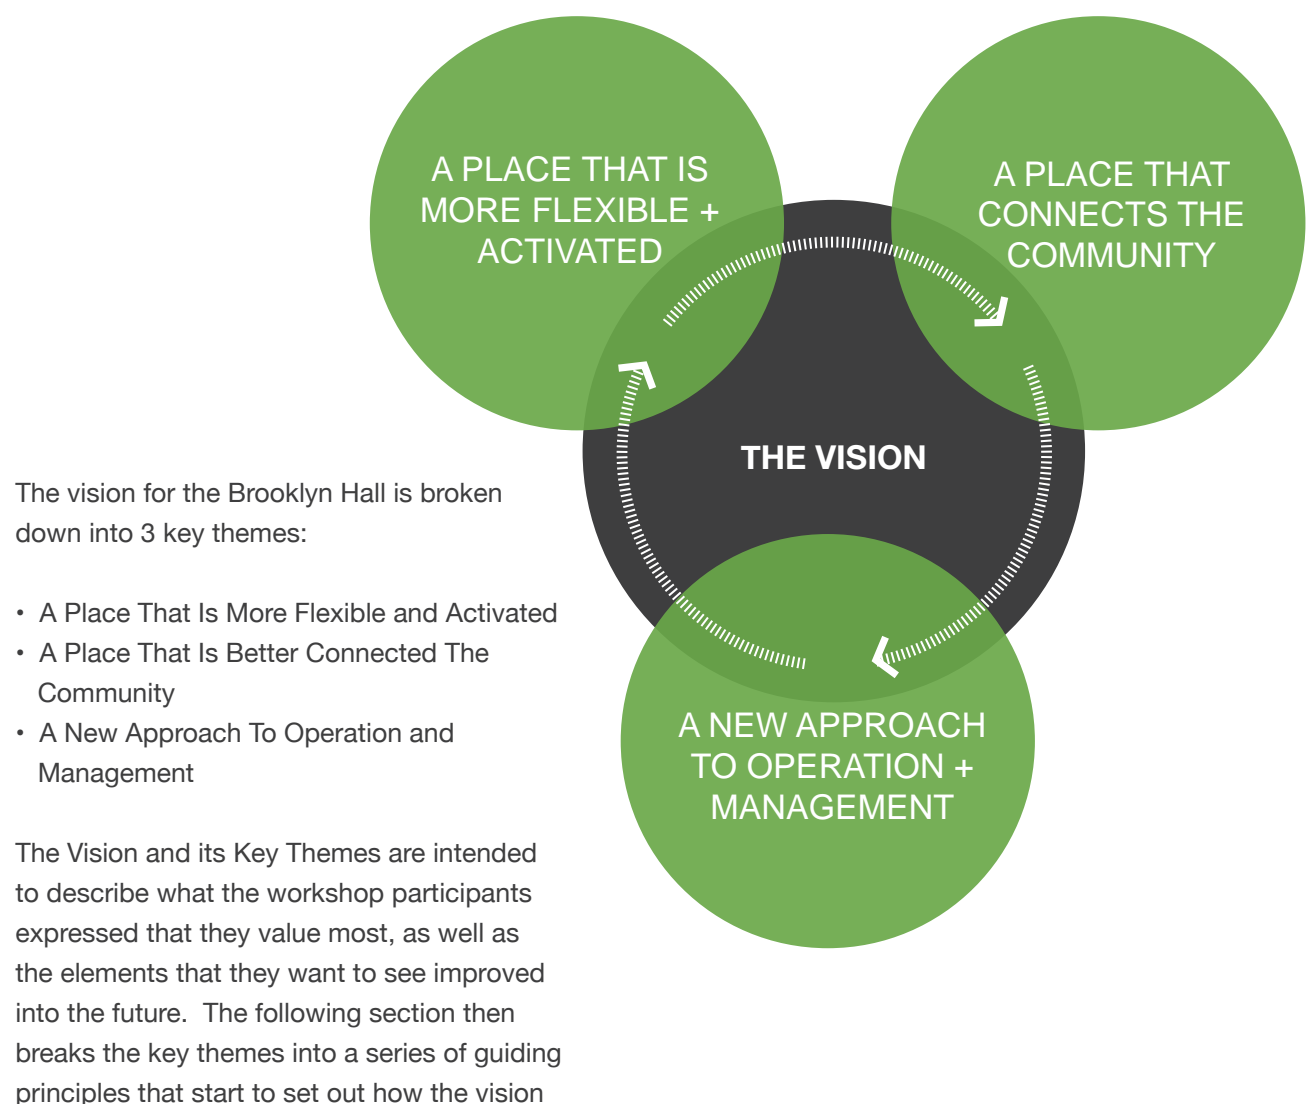 A PLACE THAT IS
MORE FLEXIBLE +
ACTIVATED
A PLACE THAT
CONNECTS THE
COMMUNITY
THE VISION
A NEW APPROACH
TO OPERATION +
MANAGEMENT
The vision for the Brooklyn Hall is broken
down into 3 key themes:
• A Place That Is More Flexible and Activated
• A Place That Is Better Connected The
Community
• A New Approach To Operation and
Management
The Vision and its Key Themes are intended
to describe what the workshop participants
expressed that they value most, as well as
the elements that they want to see improved
into the future.  The following section then
breaks the key themes into a series of guiding
principles that start to set out how the vision